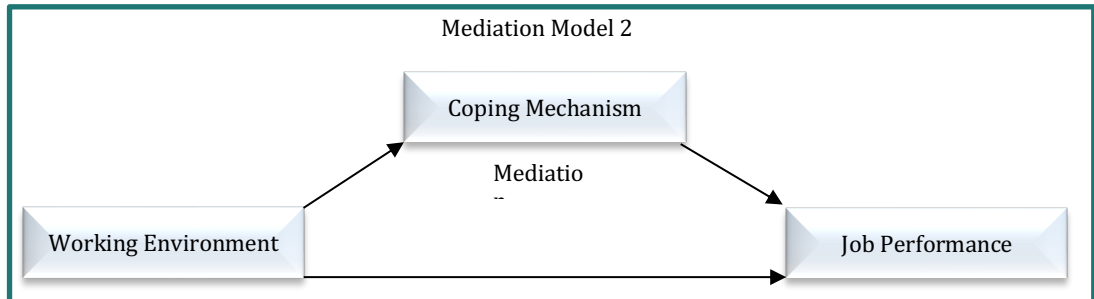 Mediation Model 2
Coping Mechanism
Mediatio
Working Environment
Job Performance